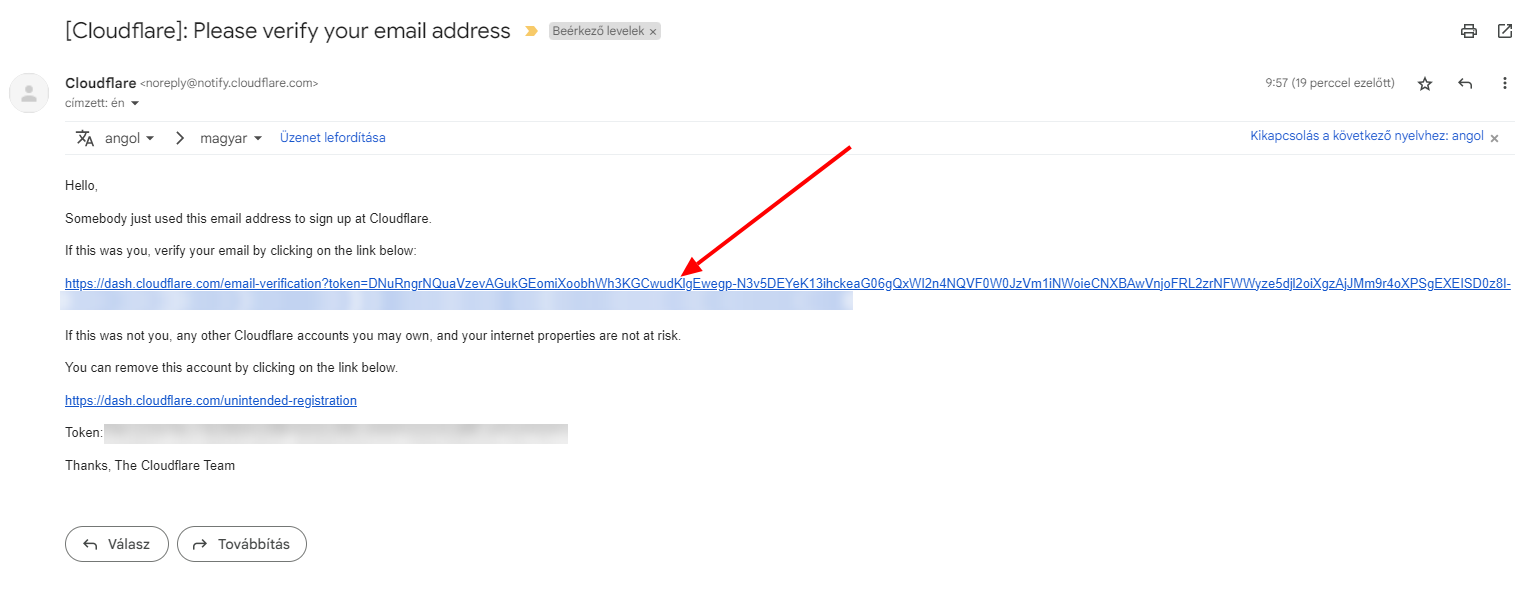 [Cloudflare]: Please verify your email address Beérkező levelek ×
Cloudflare <noreply@notify.cloudflare.com> 9:57 (19 perccel ezelőtt)
címzett: én
angol magyar Üzenet lefordítása Kikapcsolás a következő nyelvhez: angol ×
Hello,
Somebody just used this email address to sign up at Cloudflare.
If this was you, verify your email by clicking on the link below:
https://dash.cloudflare.com/email-verification?token=DNuRngrNQuaVzevAGukGEomiXoobhWh3KGCwudKlgEwegp-N3v5DEYeK13ihckeaG06gQxWI2n4NQVF0W0JzVm1iNWoieCNXBAwVnjoFRL2zrNFWWyze5djl2oiXgzAjJMm9r4oXPSgEXEISD0z8I-
If this was not you, any other Cloudflare accounts you may own, and your internet properties are not at risk.
You can remove this account by clicking on the link below.
https://dash.cloudflare.com/unintended-registration
Token:
Thanks, The Cloudflare Team
Válasz Továbbítás